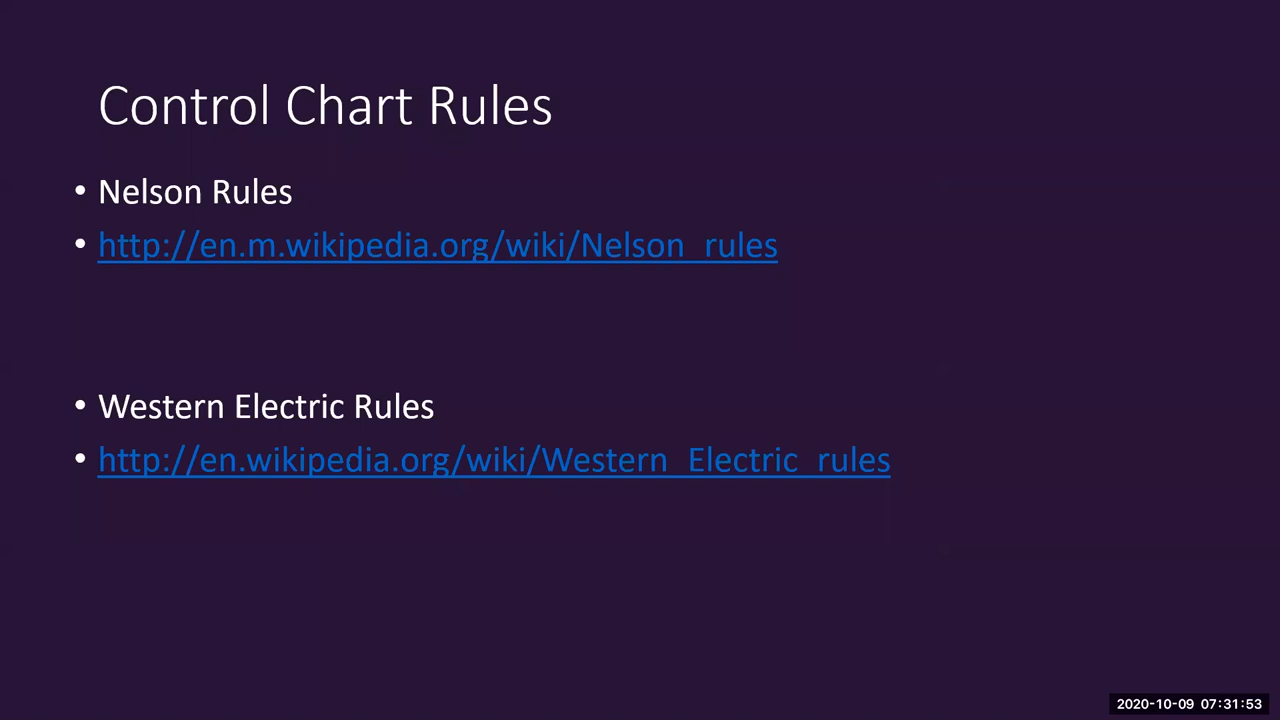 Control Chart Rules
• Nelson Rules
• http://en.m.wikipedia.org/wiki/Nelson_rules
• Western Electric Rules
• http://en.wikipedia.org/wiki/Western_Electric_rules
2020-10-09 07:31:53